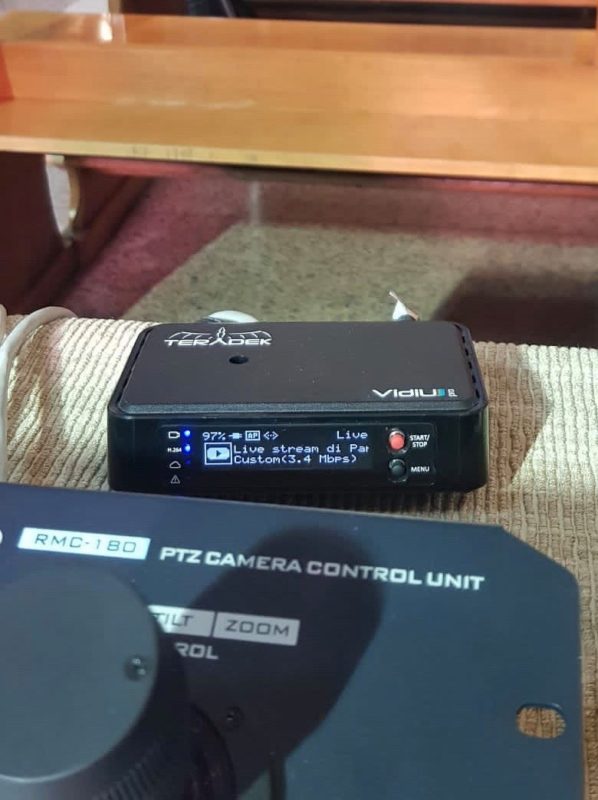 TERADEK
VidiU
97% AP Live
H.264
Live stream di Par
Custom(3.4 Mbps)
START/
STOP
MENU
RMC-180 PTZ CAMERA CONTROL UNIT
TILT ZOOM
ROL